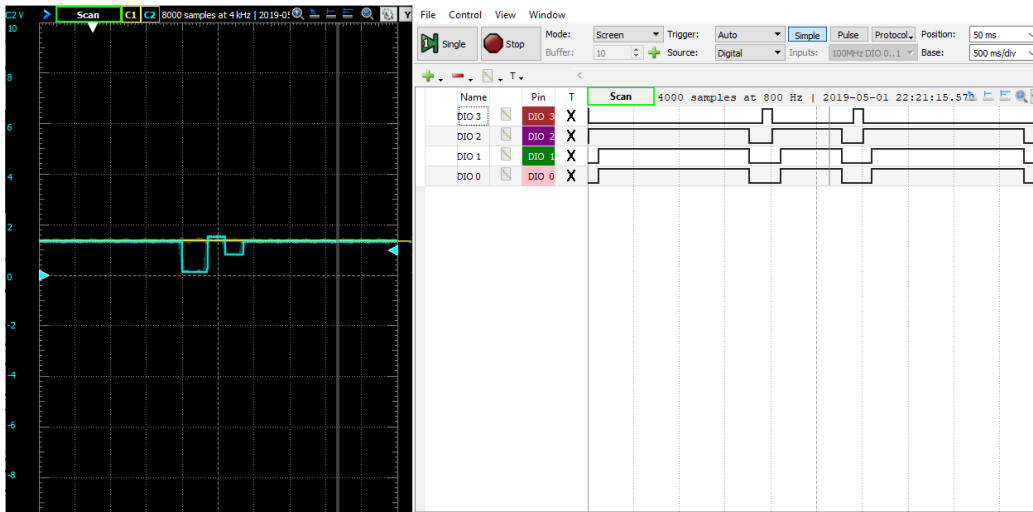 C2 V
Scan C1 C2 8000 samples at 4 kHz | 2019-05
Y
10
8
6
4
2
0
-2
-4
-6
-8
File Control View Window
Single
Stop
Mode: Screen Trigger: Auto Simple Pulse Protocol Position: 50 ms
Buffer: 10 Source: Digital Inputs: 100MHz DIO 0..1 Base: 500 ms/div
T
Name Pin T Scan 4000 samples at 800 Hz | 2019-05-01 22:21:15.570
DIO 3 DIO 3 X
DIO 2 DIO 2 X
DIO 1 DIO 1 X
DIO 0 DIO 0 X